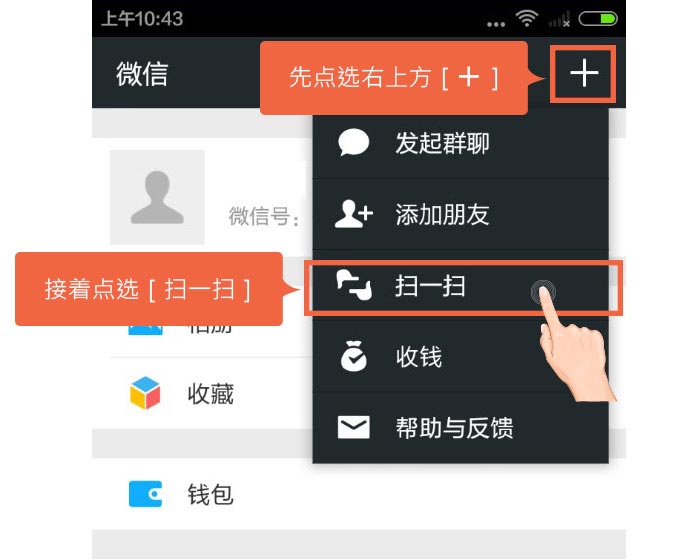 上午10:43
微信
先点选右上方 [ + ]
发起群聊
微信号:
添加朋友
接着点选 [ 扫一扫 ]
扫一扫
相册
收钱
收藏
帮助与反馈
钱包